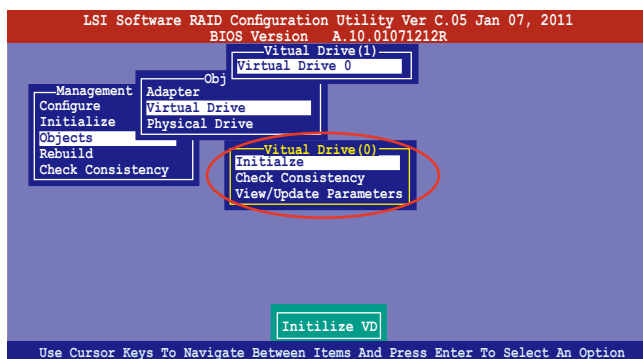 LSI Software RAID Configuration Utility Ver C.05 Jan 07, 2011
BIOS Version A.10.01071212R
Vitual Drive(1)
Virtual Drive 0
Obj
Adapter
Virtual Drive
Physical Drive
Management
Configure
Initialize
Objects
Rebuild
Check Consistency
Vitual Drive(0)
Initialze
Check Consistency
View/Update Parameters
Initilize VD
Use Cursor Keys To Navigate Between Items And Press Enter To Select An Option